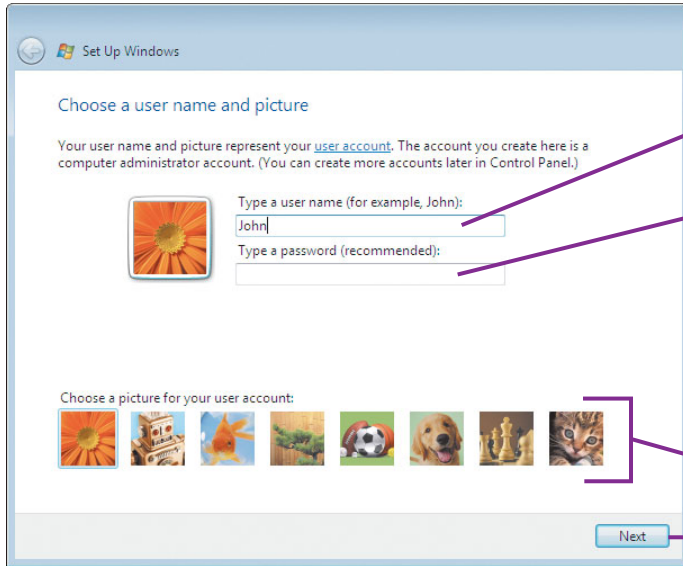 Set Up Windows
Choose a user name and picture
Your user name and picture represent your user account. The account you create here is a
computer administrator account. (You can create more accounts later in Control Panel.)
Type a user name (for example, John):
John
Type a password (recommended):
Choose a picture for your user account:
Next